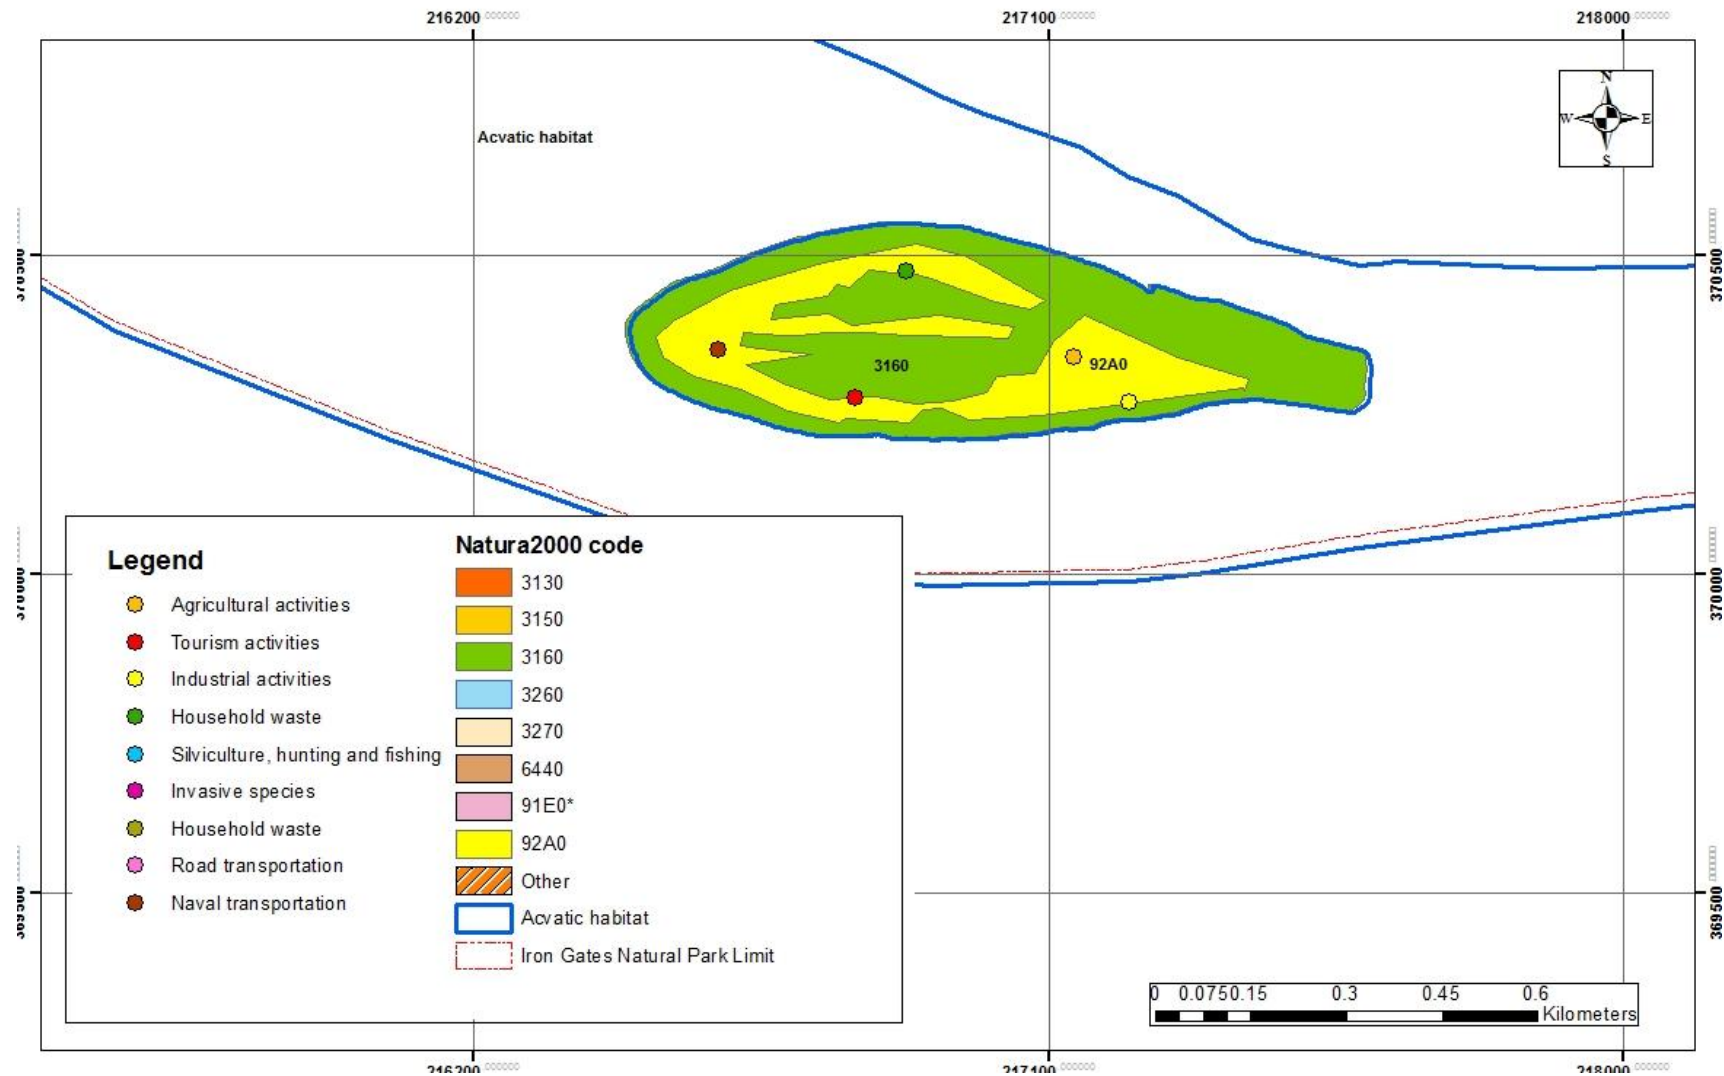 216200 217100 218000
N
W E
S
Acvatic habitat
370500 370500
3160 92A0
Legend
Agricultural activities
Tourism activities
Industrial activities
Household waste
Silviculture, hunting and fishing
Invasive species
Household waste
Road transportation
Naval transportation
Natura2000 code
3130
3150
3160
3260
3270
6440
91E0*
92A0
Other
Acvatic habitat
Iron Gates Natural Park Limit
370000 370000
369500 369500
0 0.075 0.15 0.3 0.45 0.6
Kilometers
216200 217100 218000